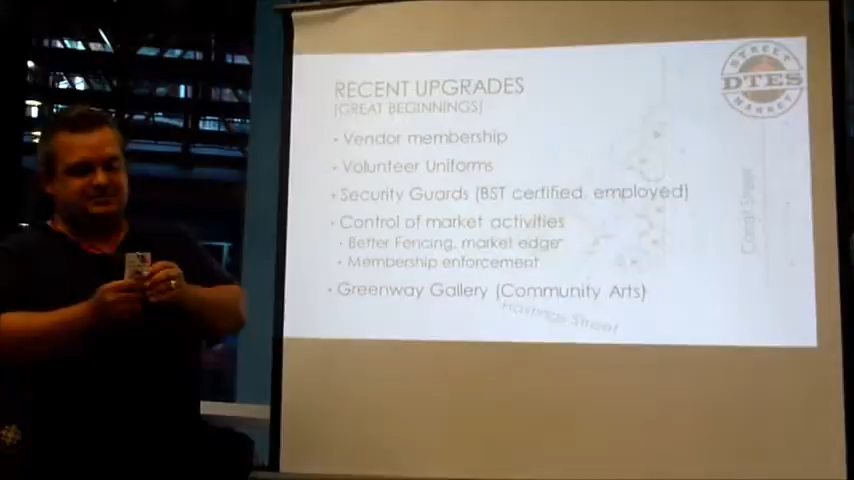 RECENT UPGRADES
(GREAT BEGINNINGS)
• Vendor membership
• Volunteer Uniforms
• Security Guards (BST certified, employed)
• Control of market activities
• Better Fencing, market edge
• Membership enforcement
• Greenway Gallery (Community Arts)
Hastings Street
STREET
DTES
MARKET